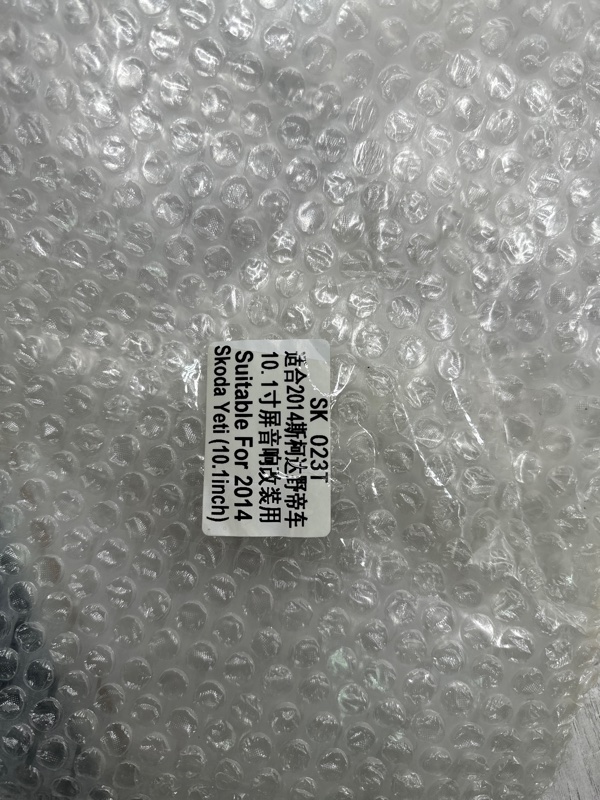 SK 023T
适合2014斯柯达野帝车
10.1寸屏音响改装用
Suitable For 2014
Skoda Yeti (10.1inch)